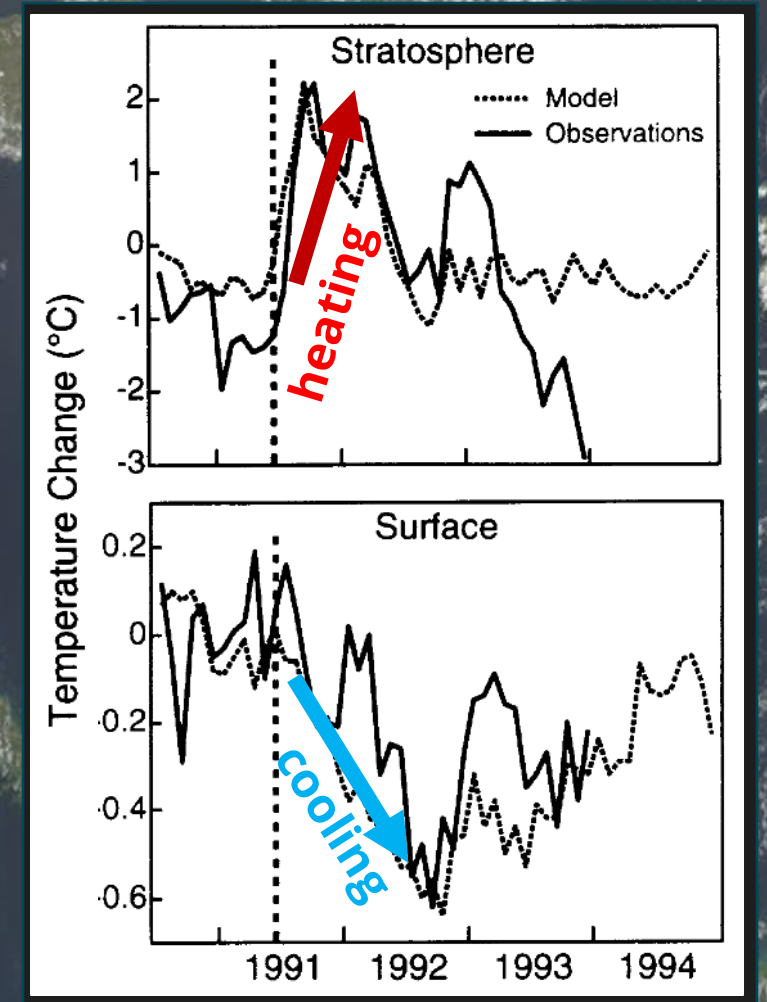 Stratosphere
Model
Observations
heating
2
1
0
-1
-2
-3
Temperature Change (°C)
Surface
cooling
0.2
0
-0.2
-0.4
-0.6
1991 1992 1993 1994